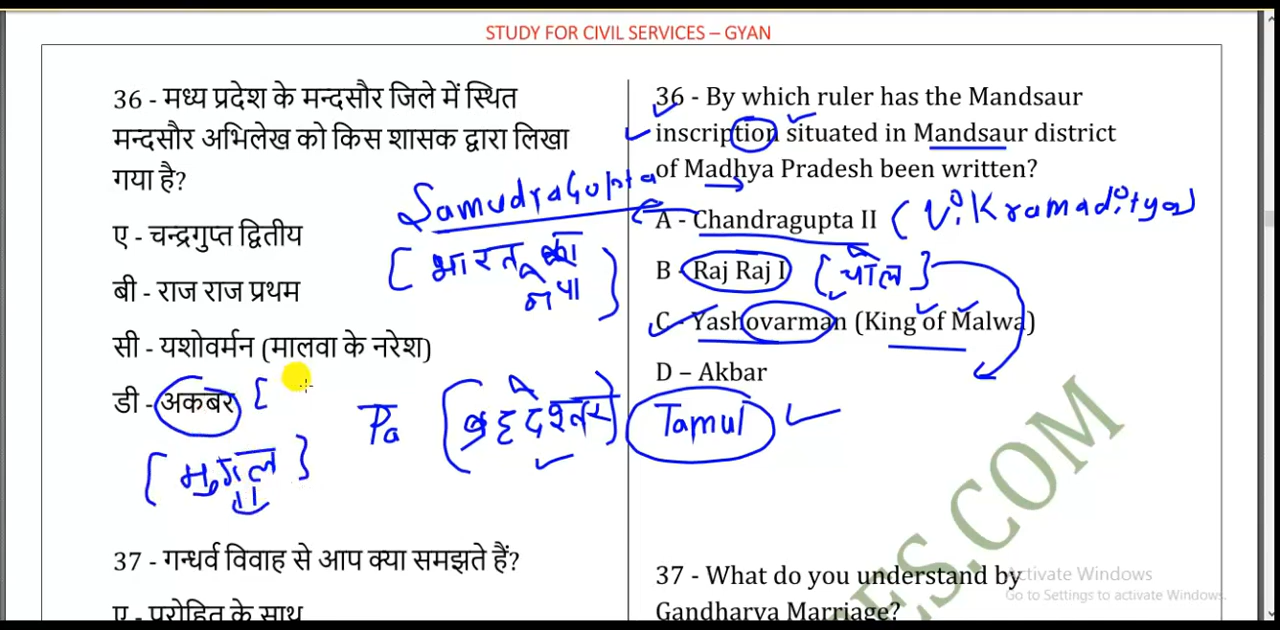 STUDY FOR CIVIL SERVICES – GYAN
36 - मध्य प्रदेश के मन्दसौर जिले में स्थित
मन्दसौर अभिलेख को किस शासक द्वारा लिखा
गया है?
SamudraGupta
ए - चन्द्रगुप्त द्वितीय
[भारत का
बी - राज राज प्रथम
सी - यशोवर्मन (मालवा के नरेश)
डी - अकबर [
Pa
[मुगल]
37 - गन्धर्व विवाह से आप क्या समझते हैं?
ए - पुरोहित के साथ
36 - By which ruler has the Mandsaur
inscription situated in Mandsaur district
of Madhya Pradesh been written?
A - Chandragupta II (Vikramaditya)
B - Raj Raj I [चोल]
C - Yashovarman (King of Malwa)
D – Akbar
Tamul
ES.COM
37 - What do you understand by
Gandharva Marriage?
Activate Windows
Go to Settings to activate Windows.